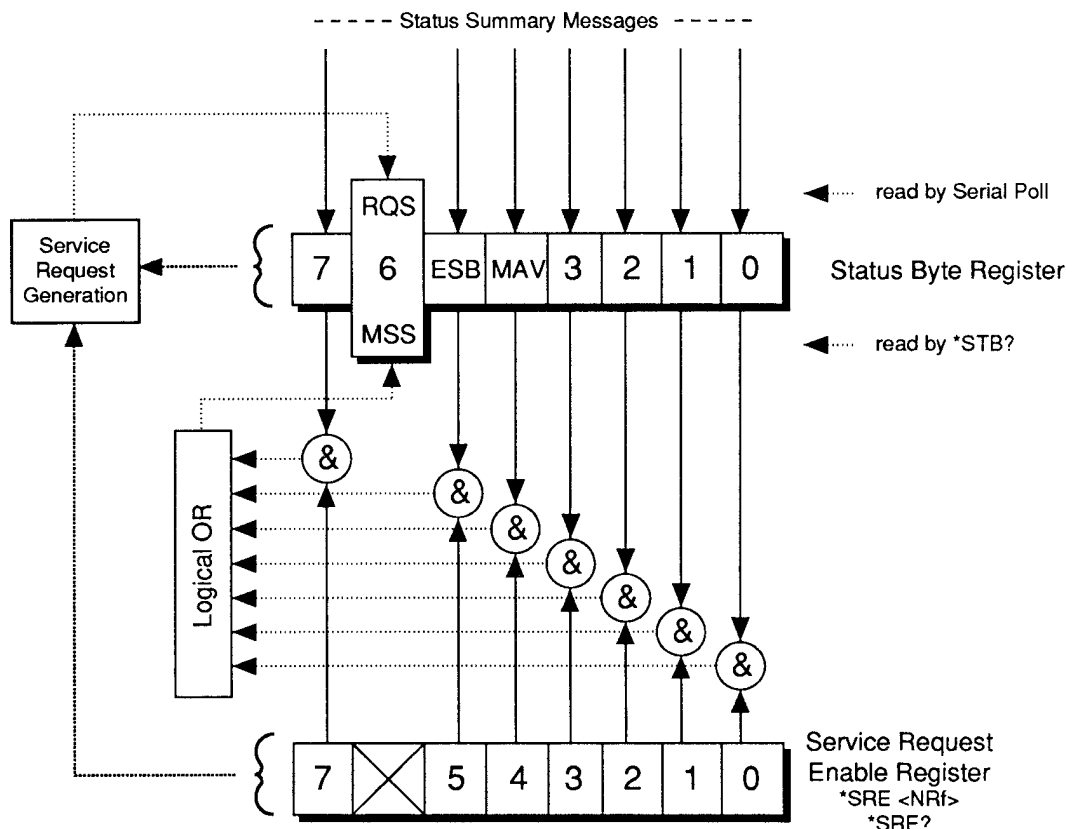 Status Summary Messages
RQS
read by Serial Poll
Service
Request
Generation
7 6 ESB MAV 3 2 1 0
Status Byte Register
MSS
read by *STB?
&
&
&
&
&
&
&
Logical OR
7 5 4 3 2 1 0
Service Request
Enable Register
*SRE <NRf>
*SRE?